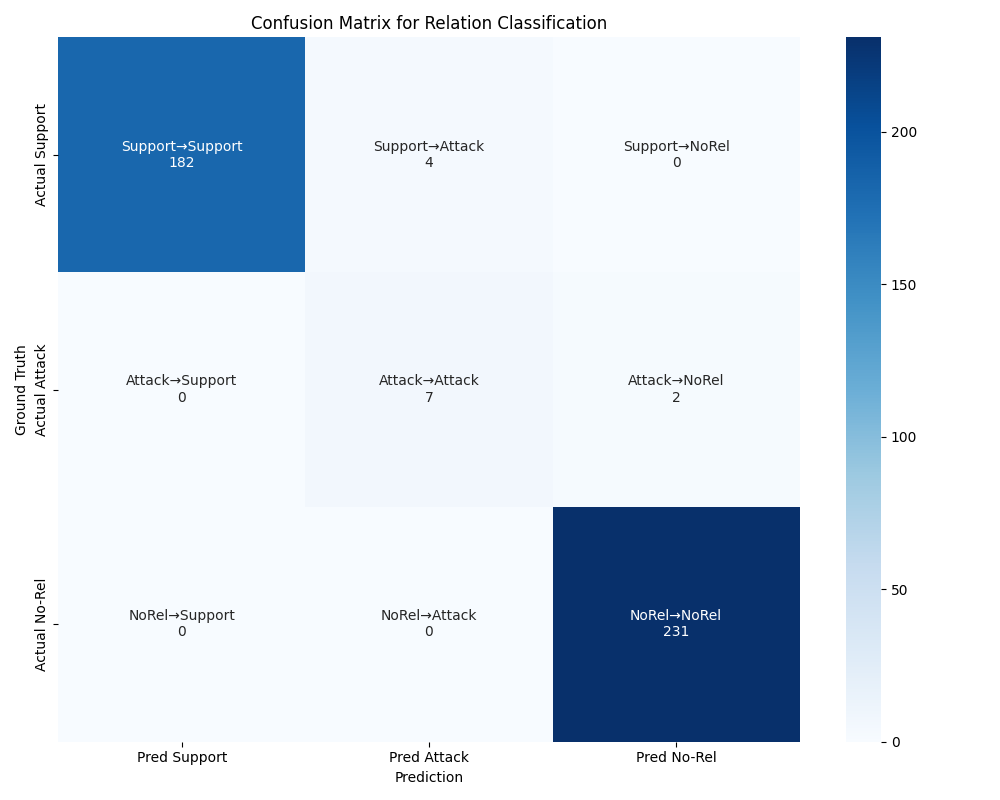 Confusion Matrix for Relation Classification
Ground Truth
Actual Support
Support→Support
182
Support→Attack
4
Support→NoRel
0
Actual Attack
Attack→Support
0
Attack→Attack
7
Attack→NoRel
2
Actual No-Rel
NoRel→Support
0
NoRel→Attack
0
NoRel→NoRel
231
Pred Support
Pred Attack
Pred No-Rel
Prediction
200
150
100
50
0